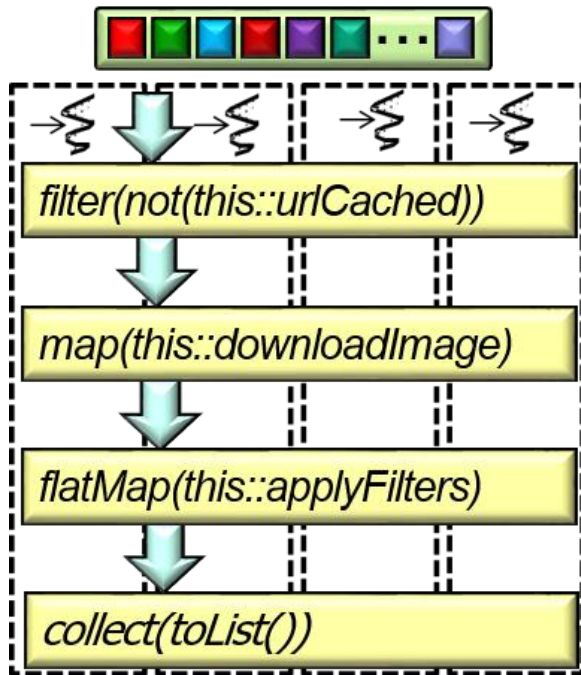 ...
filter(not(this::urlCached))
map(this::downloadImage)
flatMap(this::applyFilters)
collect(toList())